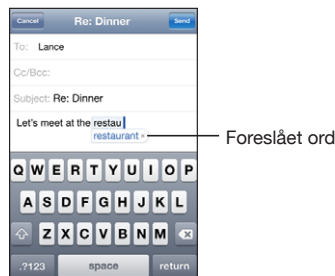 Cancel Re: Dinner Send
To: Lance
Cc/Bcc:
Subject: Re: Dinner
Let's meet at the restau
restaurant ×
Foreslået ord
Q W E R T Y U I O P
A S D F G H J K L
Z X C V B N M
.?123 space return